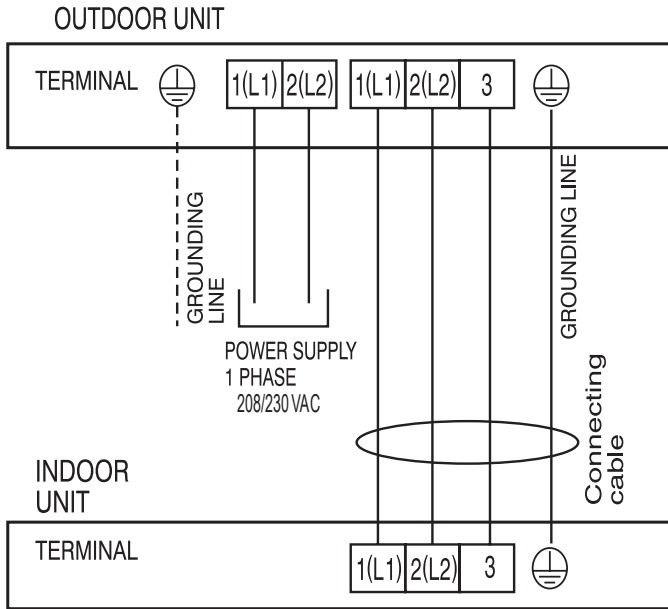 OUTDOOR UNIT
TERMINAL
1(L1) 2(L2) 1(L1) 2(L2) 3
GROUNDING
LINE
GROUNDING LINE
POWER SUPPLY
1 PHASE
208/230 VAC
Connecting
cable
INDOOR
UNIT
TERMINAL
1(L1) 2(L2) 3